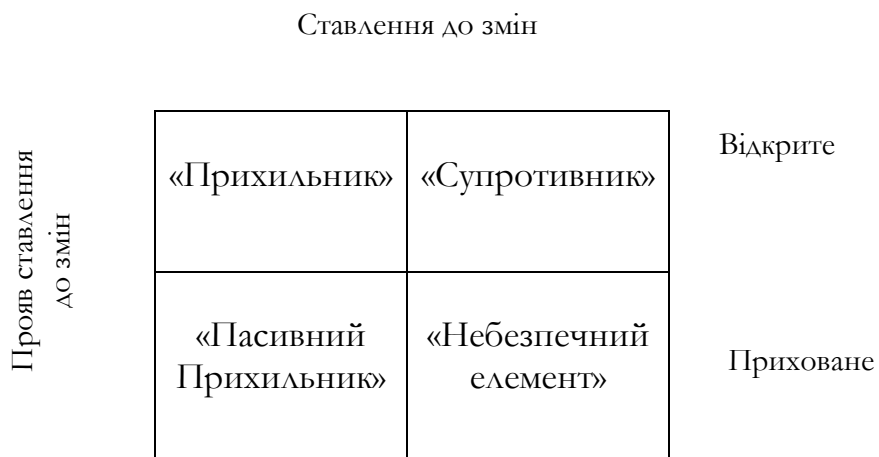 Ставлення до змін
Прояв ставлення
до змін
«Прихильник»
«Супротивник»
Відкрите
«Пасивний
Прихильник»
«Небезпечний
елемент»
Приховане